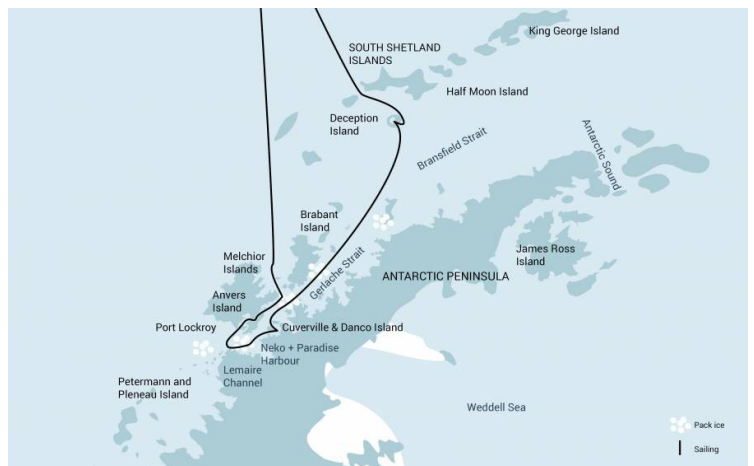 King George Island
SOUTH SHETLAND
ISLANDS
Half Moon Island
Deception
Island
Bransfield Strait
Antarctic Sound
Brabant
Island
James Ross
Island
Melchior
Islands
Gerlache Strait
ANTARCTIC PENINSULA
Anvers
Island
Port Lockroy
Cuverville & Danco Island
Neko + Paradise
Harbour
Lemaire
Channel
Petermann and
Pleneau Island
Weddell Sea
Pack ice
Sailing